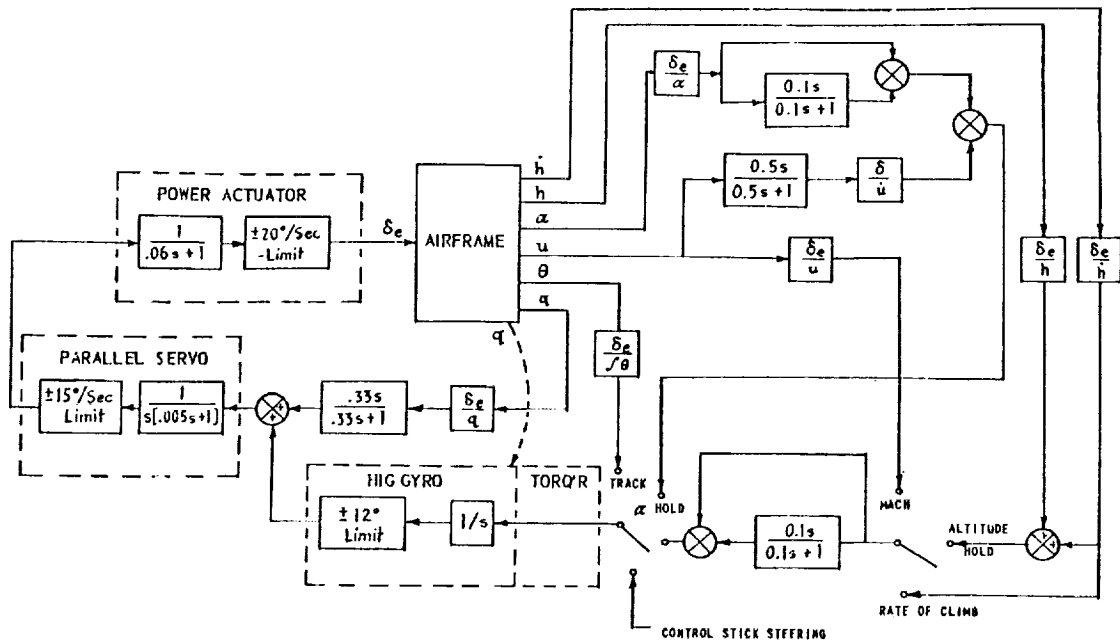 ḣ
h
α
u
θ
q
q
AIRFRAME
POWER ACTUATOR
1
.06s+1
±20°/Sec
-Limit
δe
δe
α
0.1s
0.1s+1
0.5s
0.5s+1
δ
u̇
δe
u
δe
h
δe
ḣ
δe
∫θ
PARALLEL SERVO
±15°/Sec
Limit
1
s[.005s+1]
+
+
.33s
.33s+1
δe
q
HIG GYRO
TORQ'R
±12°
Limit
1/s
TRACK
α HOLD
0.1s
0.1s+1
MACH
ALTITUDE
HOLD
+
+
RATE OF CLIMB
CONTROL STICK STEERING